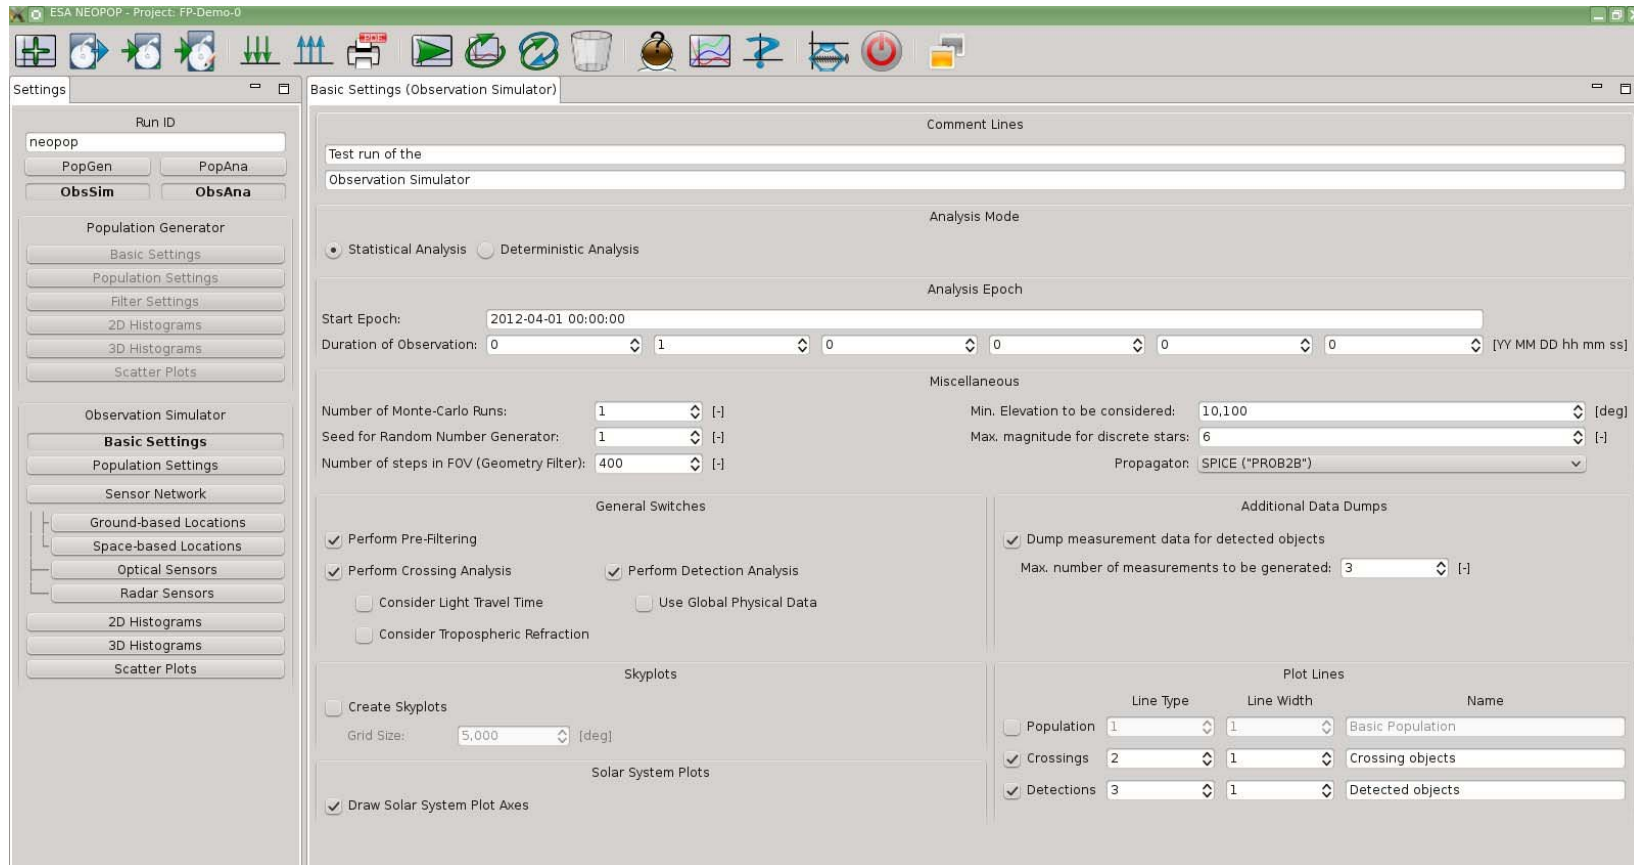 ESA NEOPOP - Project: FP-Demo-0
PDF
Settings
Run ID
neopop
PopGen PopAna
ObsSim ObsAna
Population Generator
Basic Settings
Population Settings
Filter Settings
2D Histograms
3D Histograms
Scatter Plots
Observation Simulator
Basic Settings
Population Settings
Sensor Network
Ground-based Locations
Space-based Locations
Optical Sensors
Radar Sensors
2D Histograms
3D Histograms
Scatter Plots
Basic Settings (Observation Simulator)
Comment Lines
Test run of the
Observation Simulator
Analysis Mode
Statistical Analysis Deterministic Analysis
Analysis Epoch
Start Epoch: 2012-04-01 00:00:00
Duration of Observation: 0 1 0 0 0 0 [YY MM DD hh mm ss]
Miscellaneous
Number of Monte-Carlo Runs: 1 [-] Min. Elevation to be considered: 10,100 [deg]
Seed for Random Number Generator: 1 [-] Max. magnitude for discrete stars: 6 [-]
Number of steps in FOV (Geometry Filter): 400 [-] Propagator: SPICE ("PROB2B")
General Switches
Perform Pre-Filtering
Perform Crossing Analysis Perform Detection Analysis
Consider Light Travel Time Use Global Physical Data
Consider Tropospheric Refraction
Additional Data Dumps
Dump measurement data for detected objects
Max. number of measurements to be generated: 3 [-]
Skyplots
Create Skyplots
Grid Size: 5,000 [deg]
Solar System Plots
Draw Solar System Plot Axes
Plot Lines
Line Type Line Width Name
Population 1 1 Basic Population
Crossings 2 1 Crossing objects
Detections 3 1 Detected objects